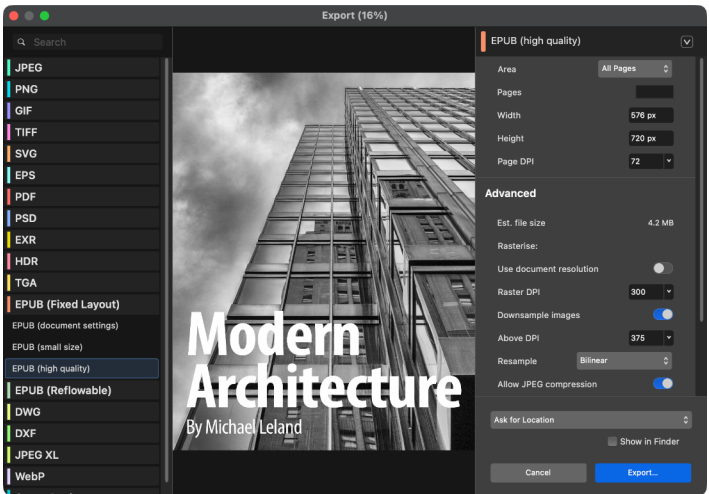 Export (16%)
Search
JPEG
PNG
GIF
TIFF
SVG
EPS
PDF
PSD
EXR
HDR
TGA
EPUB (Fixed Layout)
EPUB (document settings)
EPUB (small size)
EPUB (high quality)
EPUB (Reflowable)
DWG
DXF
JPEG XL
WebP
Modern
Architecture
By Michael Leland
EPUB (high quality)
Area All Pages
Pages
Width 576 px
Height 720 px
Page DPI 72
Advanced
Est. file size 4.2 MB
Rasterise:
Use document resolution
Raster DPI 300
Downsample images
Above DPI 375
Resample Bilinear
Allow JPEG compression
Ask for Location
Show in Finder
Cancel Export...